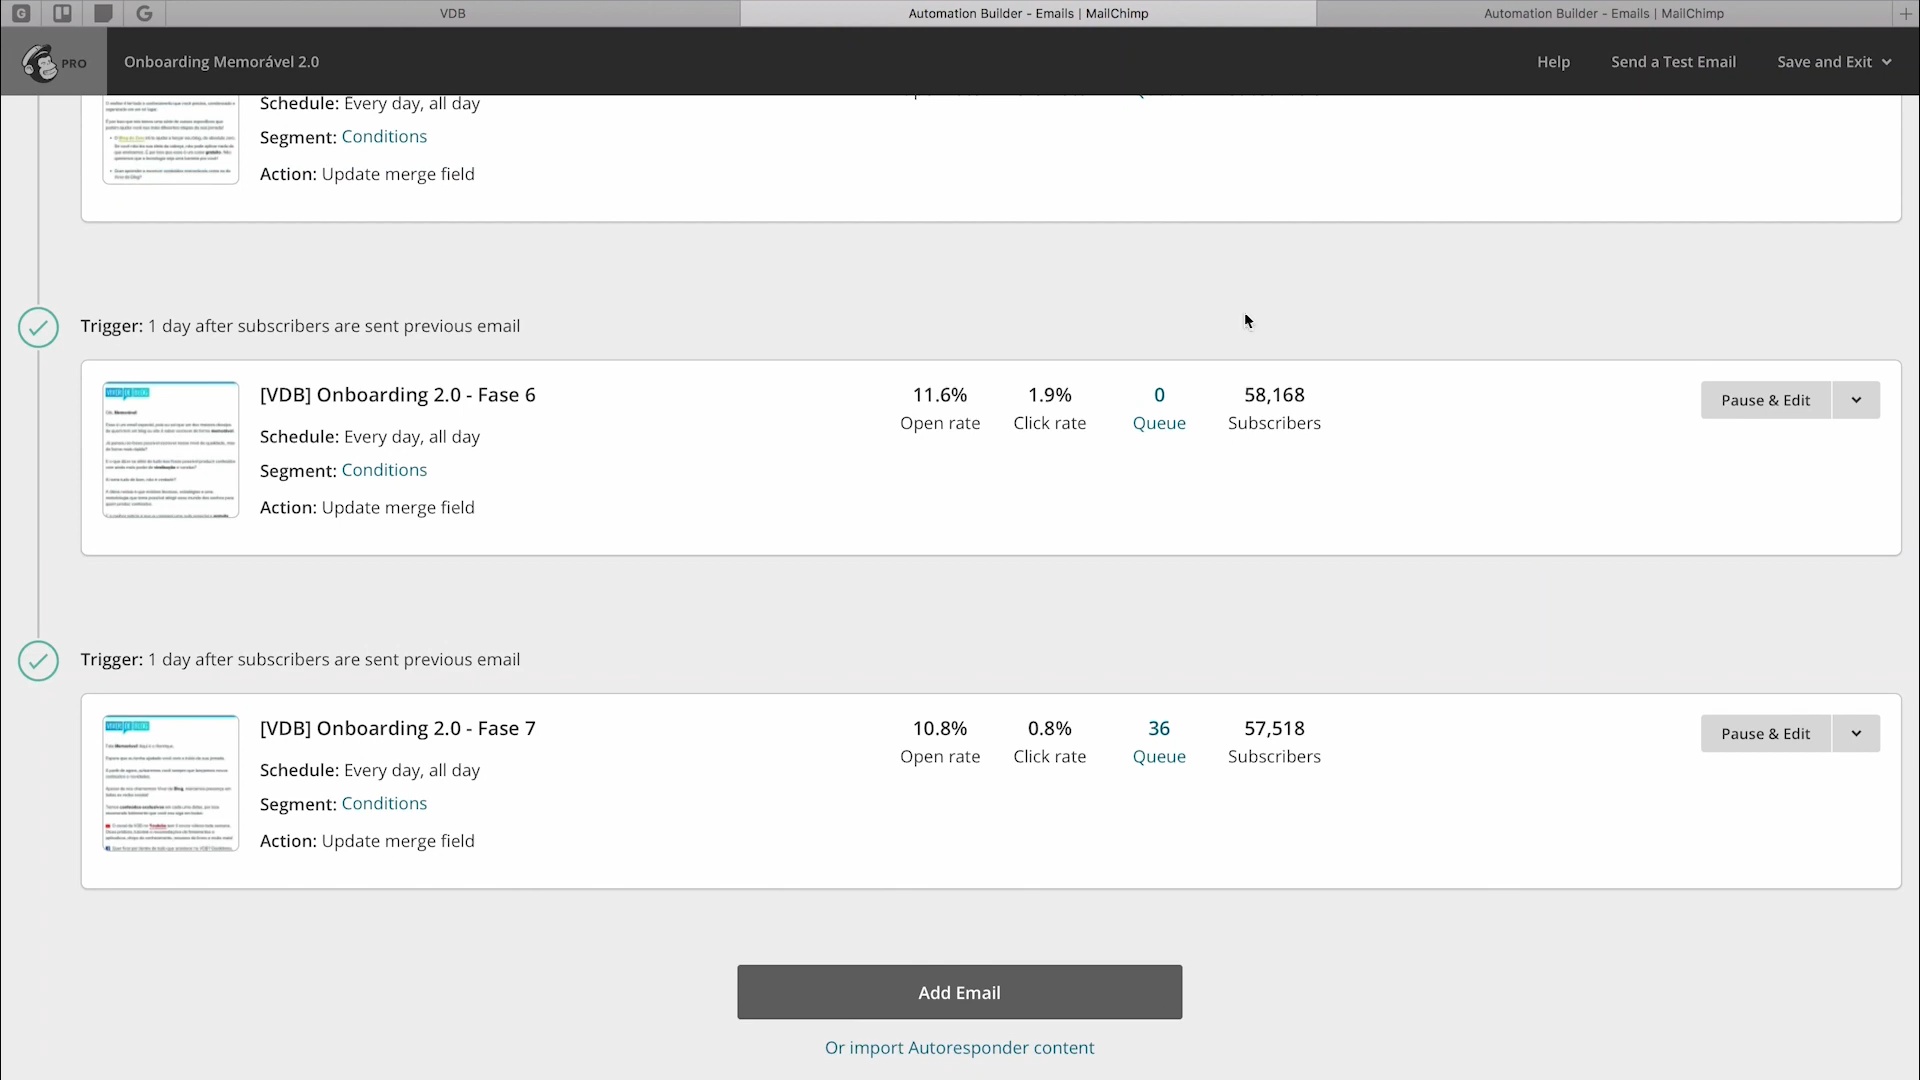 VDB
Automation Builder - Emails | MailChimp
Automation Builder - Emails | MailChimp
PRO
Onboarding Memorável 2.0
Help
Send a Test Email
Save and Exit
Schedule: Every day, all day
Segment: Conditions
Action: Update merge field
Trigger: 1 day after subscribers are sent previous email
[VDB] Onboarding 2.0 - Fase 6
Schedule: Every day, all day
Segment: Conditions
Action: Update merge field
11.6%
Open rate
1.9%
Click rate
0
Queue
58,168
Subscribers
Pause & Edit
Trigger: 1 day after subscribers are sent previous email
[VDB] Onboarding 2.0 - Fase 7
Schedule: Every day, all day
Segment: Conditions
Action: Update merge field
10.8%
Open rate
0.8%
Click rate
36
Queue
57,518
Subscribers
Pause & Edit
Add Email
Or import Autoresponder content